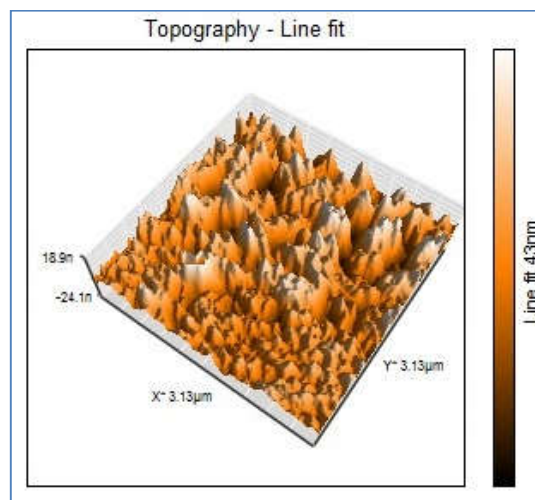 Topography - Line fit
18.9n
-24.1n
X* 3.13µm
Y* 3.13µm
Line fit 43nm